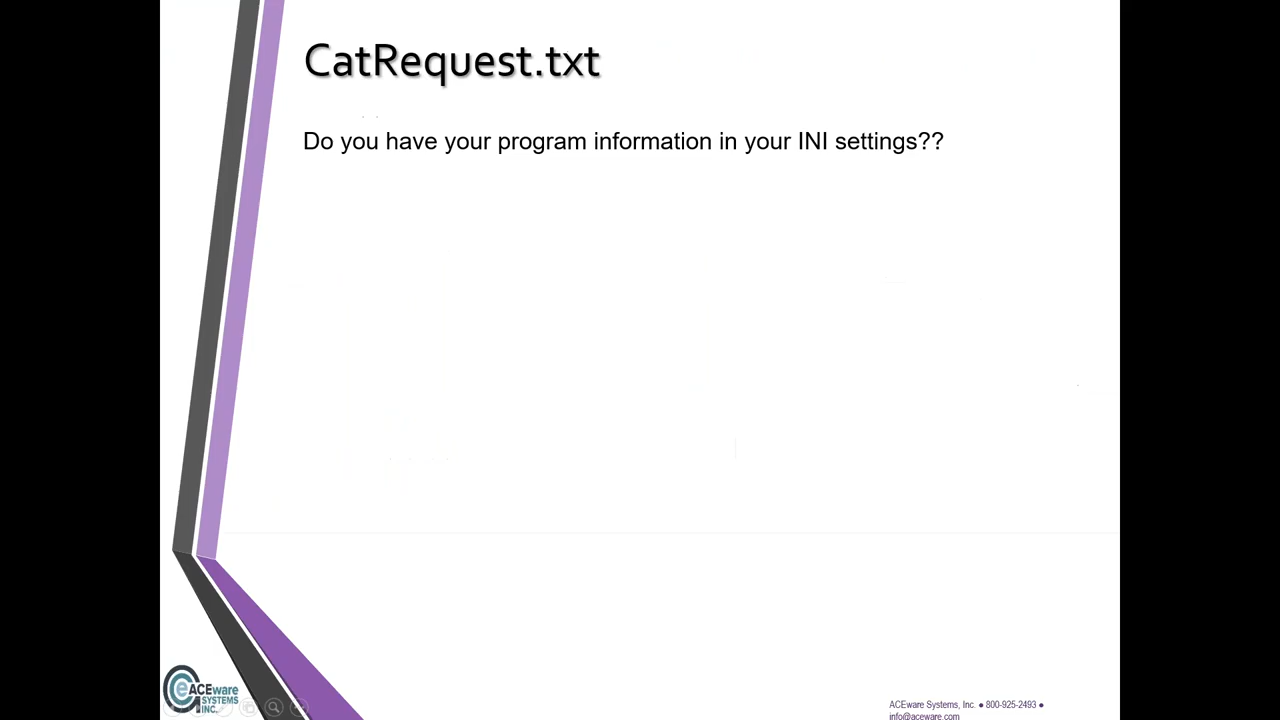 CatRequest.txt
Do you have your program information in your INI settings??
ACEware
SYSTEMS
INC.
ACEware Systems, Inc. ● 800-925-2493 ●
info@aceware.com